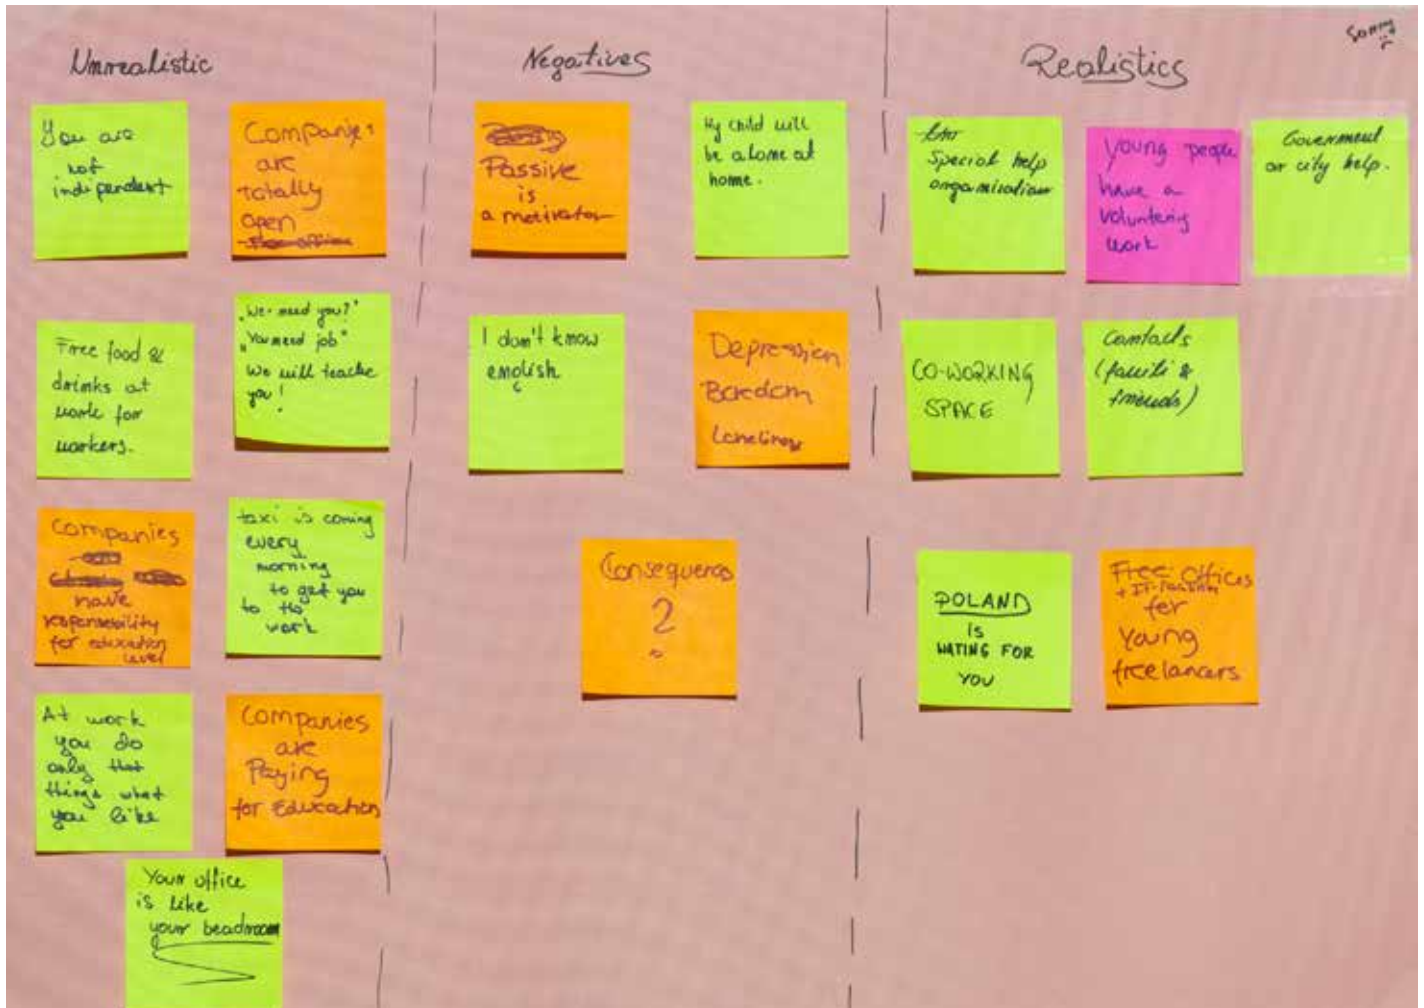 Unrealistic
You are
not
independent
Companies
are
totally
open
Free food &
drinks at
work for
workers.
"We need you?"
"You need job"
We will teache
you!
Companies
have
responsibility
for education
level
taxi is coming
every
morning
to get you
to the
work
At work
you do
only that
things what
you like
Companies
are
Paying
for Education
Your office
is like
your beadroom
Negatives
Passive
is
a motivator
My child will
be alone at
home.
I don't know
english
Depression
Boredom
Loneliness
Consequences
?
Realistics
Sorry
Special help
organisation
young people
have a
voluntering
work
Government
or city help.
CO-WORKING
SPACE
Contacts
(famili &
friends)
POLAND
IS
WATING FOR
YOU
Free offices
for
Young
freelancers